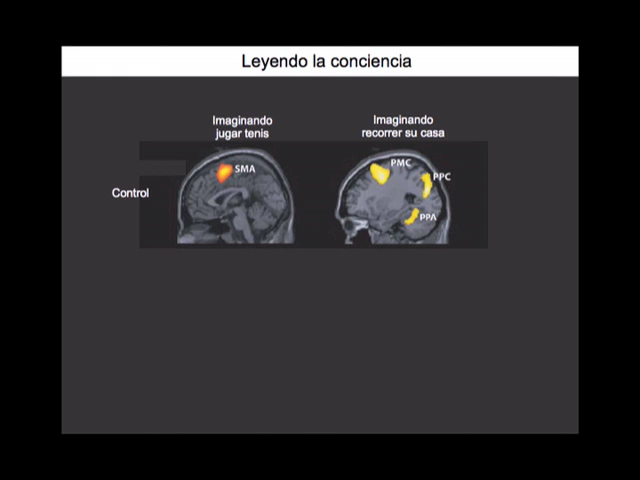 Leyendo la conciencia
Imaginando
jugar tenis
Imaginando
recorrer su casa
Control
SMA
PMC
PPC
PPA